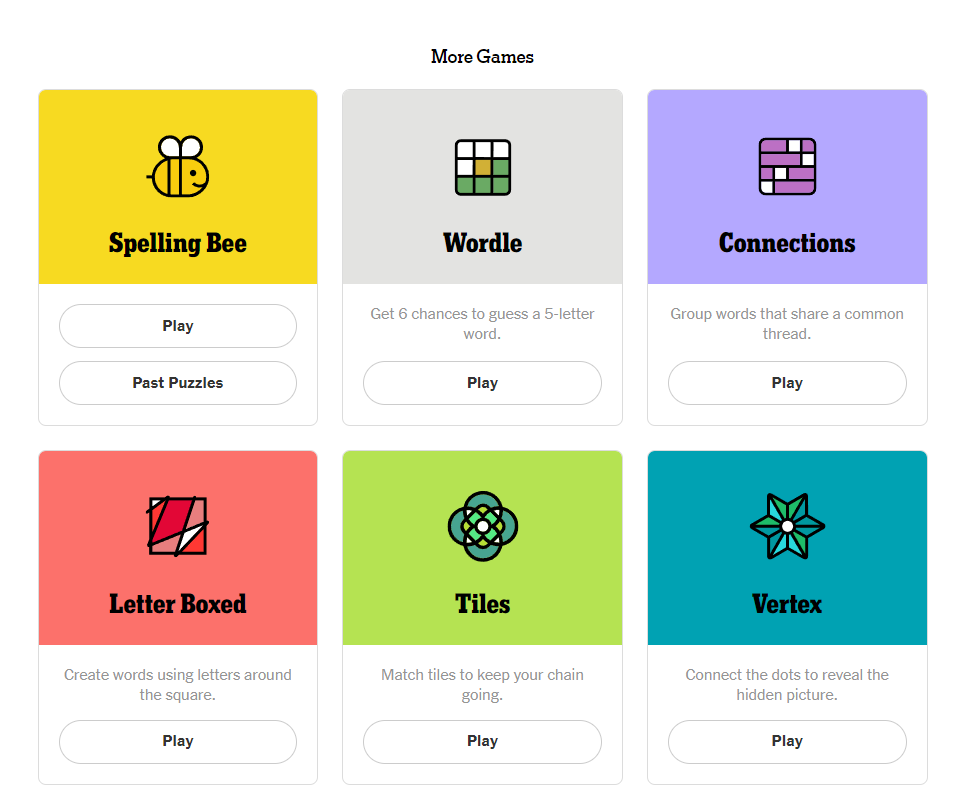 More Games
Spelling Bee
Play
Past Puzzles
Wordle
Get 6 chances to guess a 5-letter
word.
Play
Connections
Group words that share a common
thread.
Play
Letter Boxed
Create words using letters around
the square.
Play
Tiles
Match tiles to keep your chain
going.
Play
Vertex
Connect the dots to reveal the
hidden picture.
Play